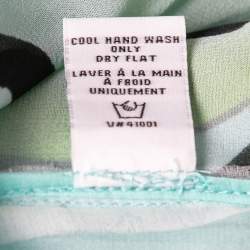 COOL HAND WASH
ONLY
DRY FLAT
LAVER À LA MAIN
À FROID
UNIQUEMENT
V#41001